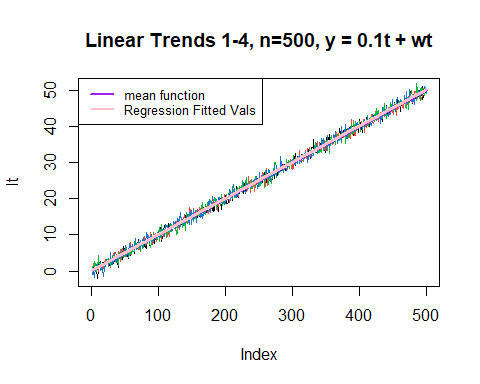 Linear Trends 1-4, n=500, y = 0.1t + wt
mean function
Regression Fitted Vals
50
40
30
20
10
0
lt
0 100 200 300 400 500
Index